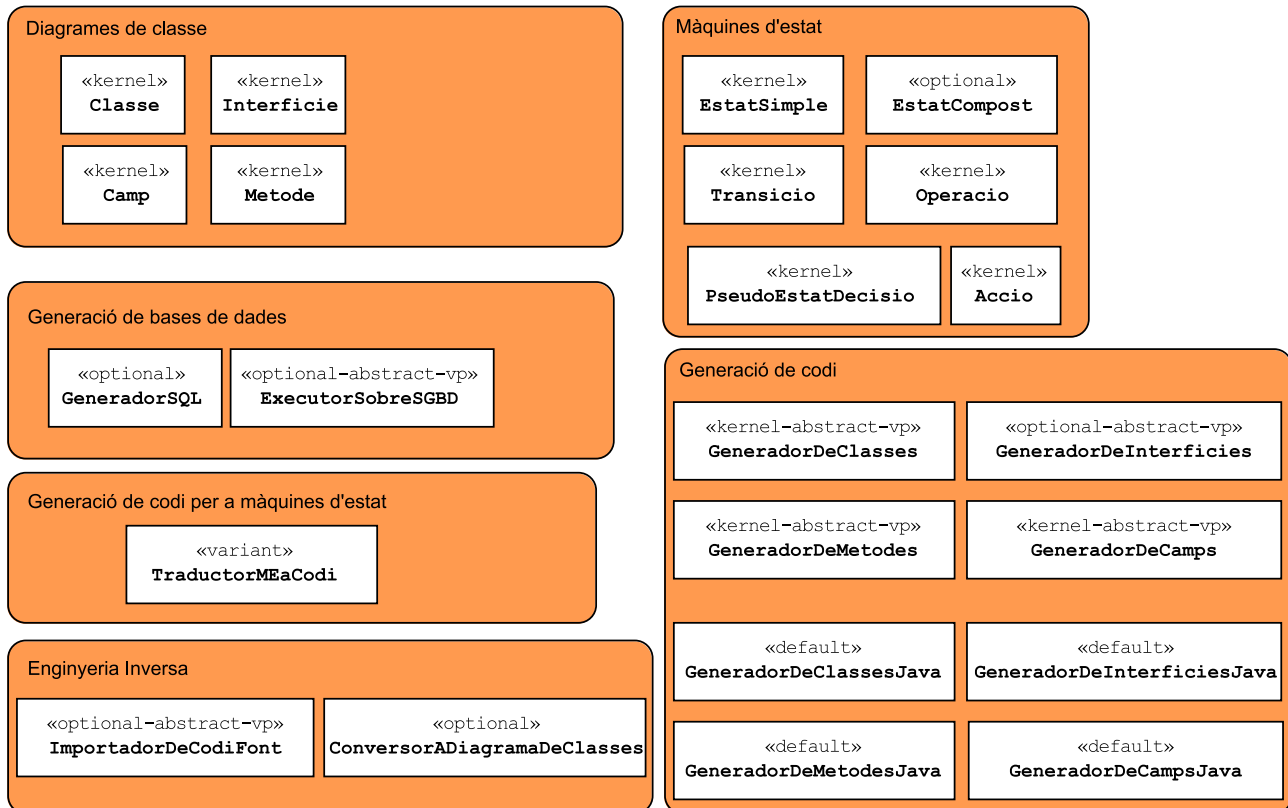 Diagrames de classe
«kernel»
Classe
«kernel»
Interficie
«kernel»
Camp
«kernel»
Metode
Màquines d'estat
«kernel»
EstatSimple
«optional»
EstatCompost
«kernel»
Transicio
«kernel»
Operacio
«kernel»
PseudoEstatDecisio
«kernel»
Accio
Generació de bases de dades
«optional»
GeneradorSQL
«optional-abstract-vp»
ExecutorSobreSGBD
Generació de codi per a màquines d'estat
«variant»
TraductorMEaCodi
Enginyeria Inversa
«optional-abstract-vp»
ImportadorDeCodiFont
«optional»
ConversorADiagramaDeClasses
Generació de codi
«kernel-abstract-vp»
GeneradorDeClasses
«optional-abstract-vp»
GeneradorDeInterficies
«kernel-abstract-vp»
GeneradorDeMetodes
«kernel-abstract-vp»
GeneradorDeCamps
«default»
GeneradorDeClassesJava
«default»
GeneradorDeInterficiesJava
«default»
GeneradorDeMetodesJava
«default»
GeneradorDeCampsJava